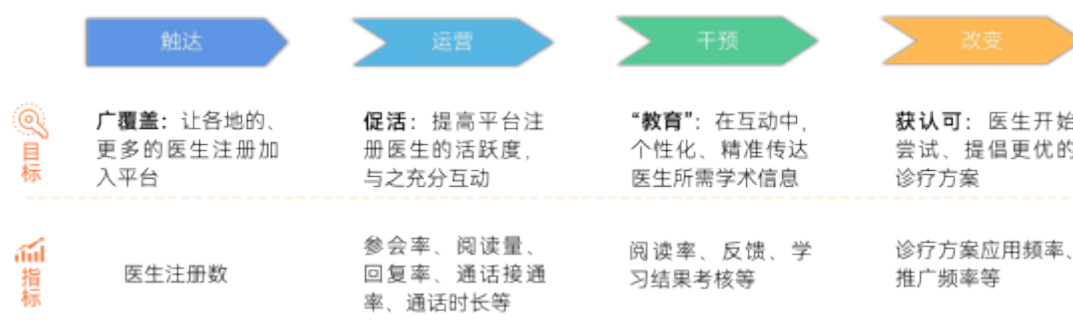 触达
运营
干预
改变
目标
广覆盖：让各地的、
更多的医生注册加
入平台
促活：提高平台注
册医生的活跃度，
与之充分互动
“教育”：在互动中，
个性化、精准传达
医生所需学术信息
获认可：医生开始
尝试、提倡更优的
诊疗方案
指标
医生注册数
参会率、阅读量、
回复率、通话接通
率、通话时长等
阅读率、反馈、学
习结果考核等
诊疗方案应用频率、
推广频率等